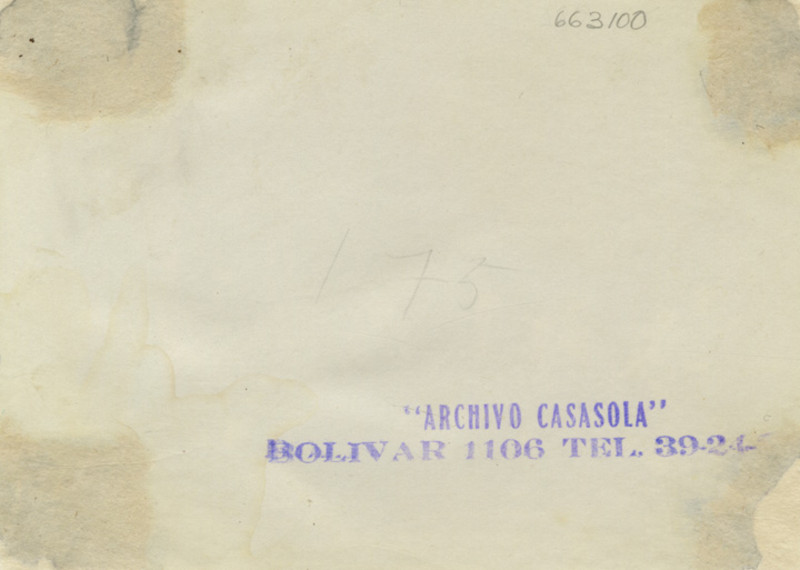 663100
175
"ARCHIVO CASASOLA"
BOLIVAR 1106 TEL. 39-24-